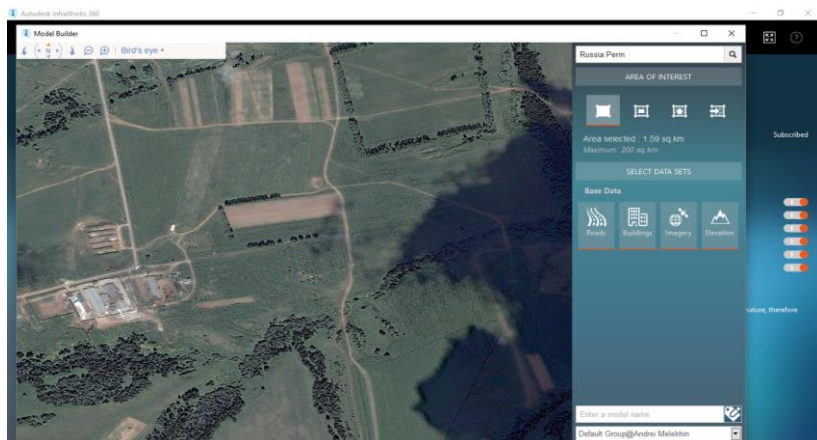 Autodesk InfraWorks 360
Model Builder
N
Bird's eye
Russia Perm
AREA OF INTEREST
Area selected : 1.59 sq.km
Maximum: 200 sq.km
SELECT DATA SETS
Base Data
Roads
Buildings
Imagery
Elevation
Enter a model name
Default Group@Andrei Melekhin
Subscribed
nature, therefore